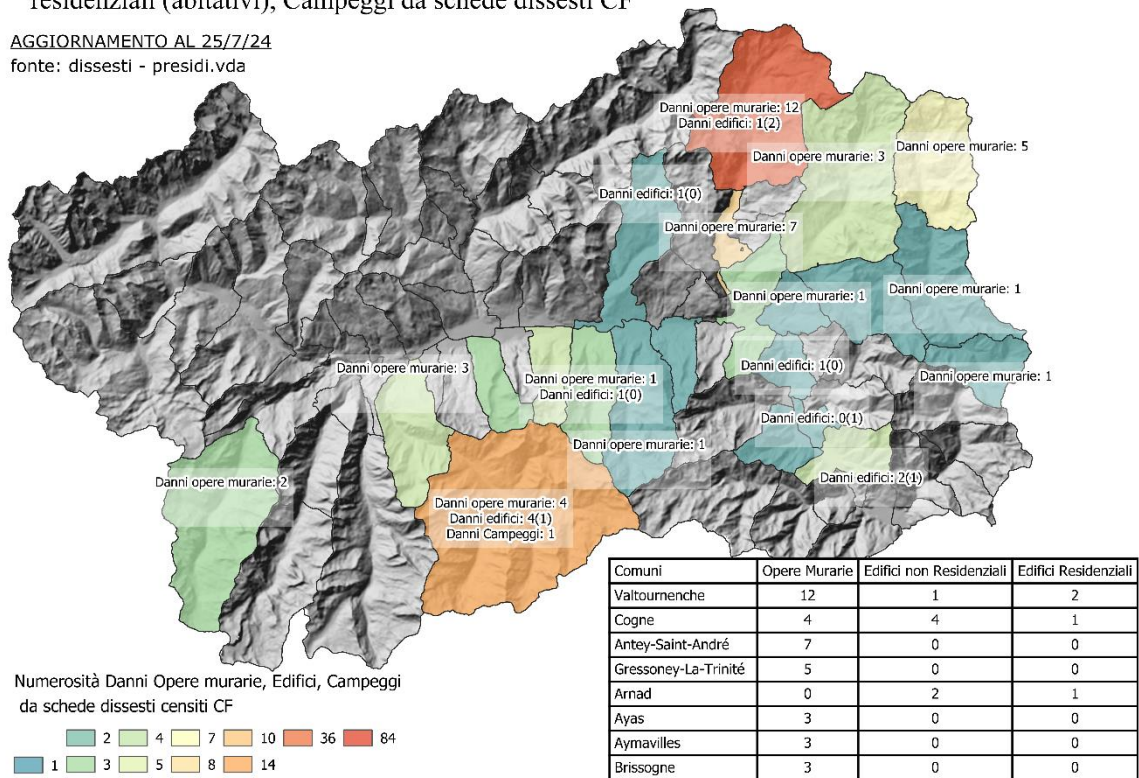 residenziali (abitativi), Campeggi da schede dissesti CF
AGGIORNAMENTO AL 25/7/24
fonte: dissesti - presidi.vda
Danni opere murarie: 12
Danni edifici: 1(2)
Danni opere murarie: 3
Danni opere murarie: 5
Danni edifici: 1(0)
Danni opere murarie: 7
Danni opere murarie: 1
Danni opere murarie: 1
Danni opere murarie: 3
Danni opere murarie: 1
Danni edifici: 1(0)
Danni edifici: 1(0)
Danni opere murarie: 1
Danni edifici: 0(1)
Danni opere murarie: 1
Danni edifici: 2(1)
Danni opere murarie: 2
Danni opere murarie: 4
Danni edifici: 4(1)
Danni Campeggi: 1
Comuni Opere Murarie Edifici non Residenziali Edifici Residenziali
Valtournenche 12 1 2
Cogne 4 4 1
Antey-Saint-André 7 0 0
Gressoney-La-Trinité 5 0 0
Arnad 0 2 1
Ayas 3 0 0
Aymavilles 3 0 0
Brissogne 3 0 0
Numerosità Danni Opere murarie, Edifici, Campeggi
da schede dissesti censiti CF
2 4 7 10 36 84
1 3 5 8 14